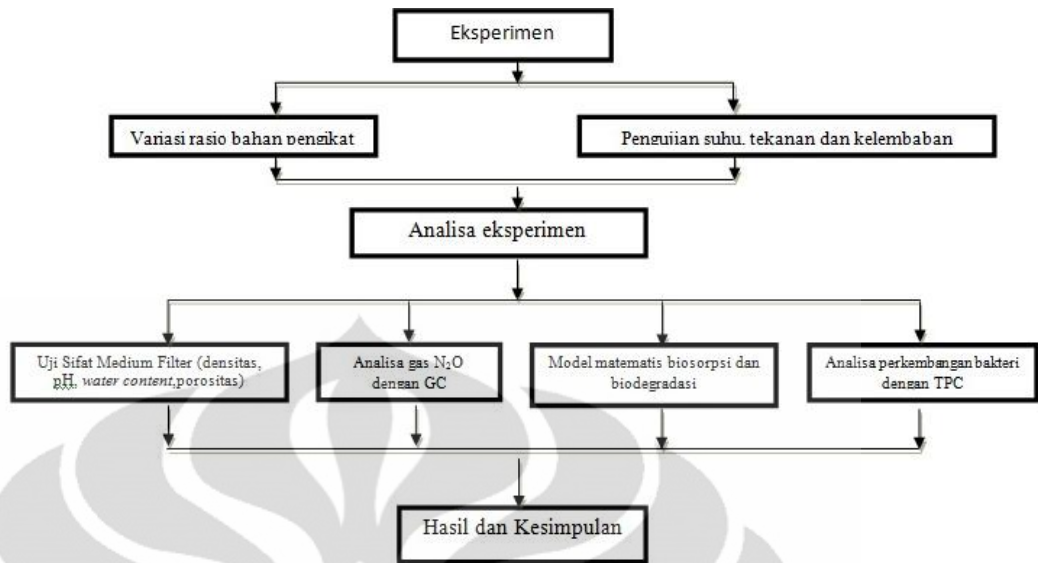 Eksperimen
Variasi rasio bahan pengikat
Pengujian suhu, tekanan dan kelembaban
Analisa eksperimen
Uji Sifat Medium Filter (densitas,
pH, water content,porositas)
Analisa gas N₂O
dengan GC
Model matematis biosorpsi dan
biodegradasi
Analisa perkembangan bakteri
dengan TPC
Hasil dan Kesimpulan